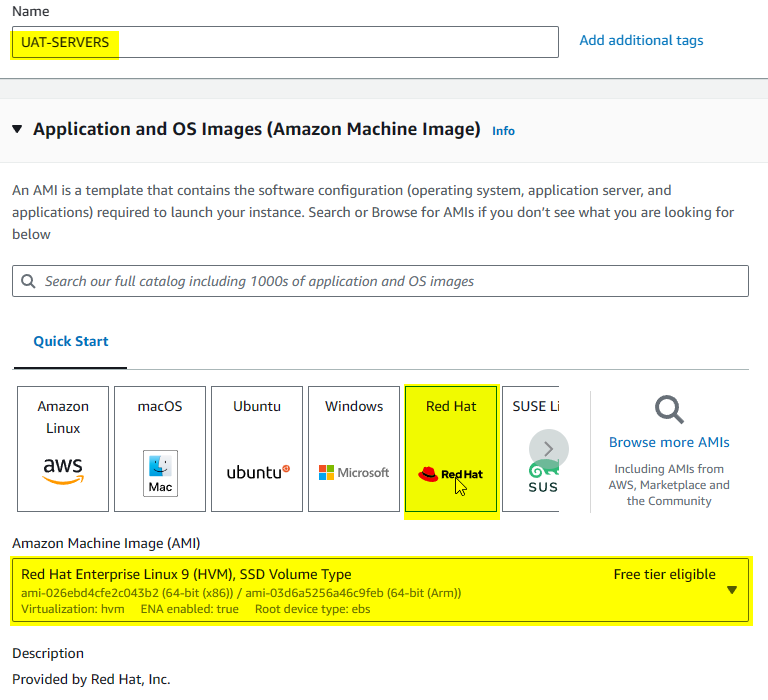 Name
UAT-SERVERS
Add additional tags
Application and OS Images (Amazon Machine Image) Info
An AMI is a template that contains the software configuration (operating system, application server, and
applications) required to launch your instance. Search or Browse for AMIs if you don’t see what you are looking for
below
Search our full catalog including 1000s of application and OS images
Quick Start
Amazon
Linux
aws
macOS
Mac
Ubuntu
ubuntu
Windows
Microsoft
Red Hat
Red Hat
SUSE Li
SUS
Browse more AMIs
Including AMIs from
AWS, Marketplace and
the Community
Amazon Machine Image (AMI)
Red Hat Enterprise Linux 9 (HVM), SSD Volume Type
Free tier eligible
ami-026ebd4cfe2c043b2 (64-bit (x86)) / ami-03d6a5256a46c9feb (64-bit (Arm))
Virtualization: hvm ENA enabled: true Root device type: ebs
Description
Provided by Red Hat, Inc.